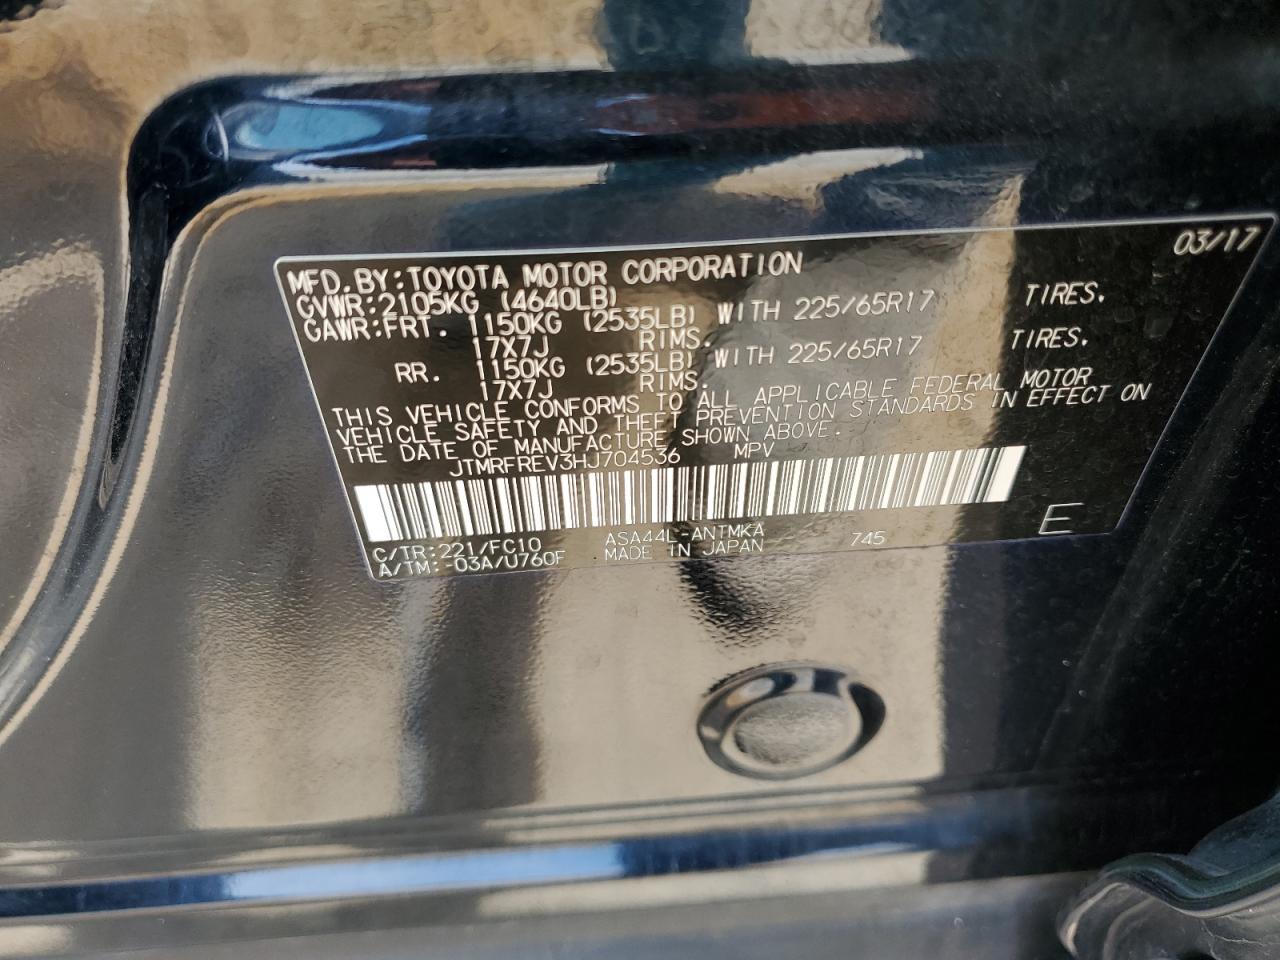 03/17
MFD.BY:TOYOTA MOTOR CORPORATION
GVWR:2105KG (4640LB)
GAWR:FRT. 1150KG (2535LB) WITH 225/65R17 TIRES.
17X7J RIMS.
RR. 1150KG (2535LB) WITH 225/65R17 TIRES.
17X7J RIMS.
THIS VEHICLE CONFORMS TO ALL APPLICABLE FEDERAL MOTOR
VEHICLE SAFETY AND THEFT PREVENTION STANDARDS IN EFFECT ON
THE DATE OF MANUFACTURE SHOWN ABOVE.
JTMRFREV3HJ704536 MPV
C/TR:221/FC10 ASA44L-ANTMKA 745 E
A/TM:-03A/U760F MADE IN JAPAN